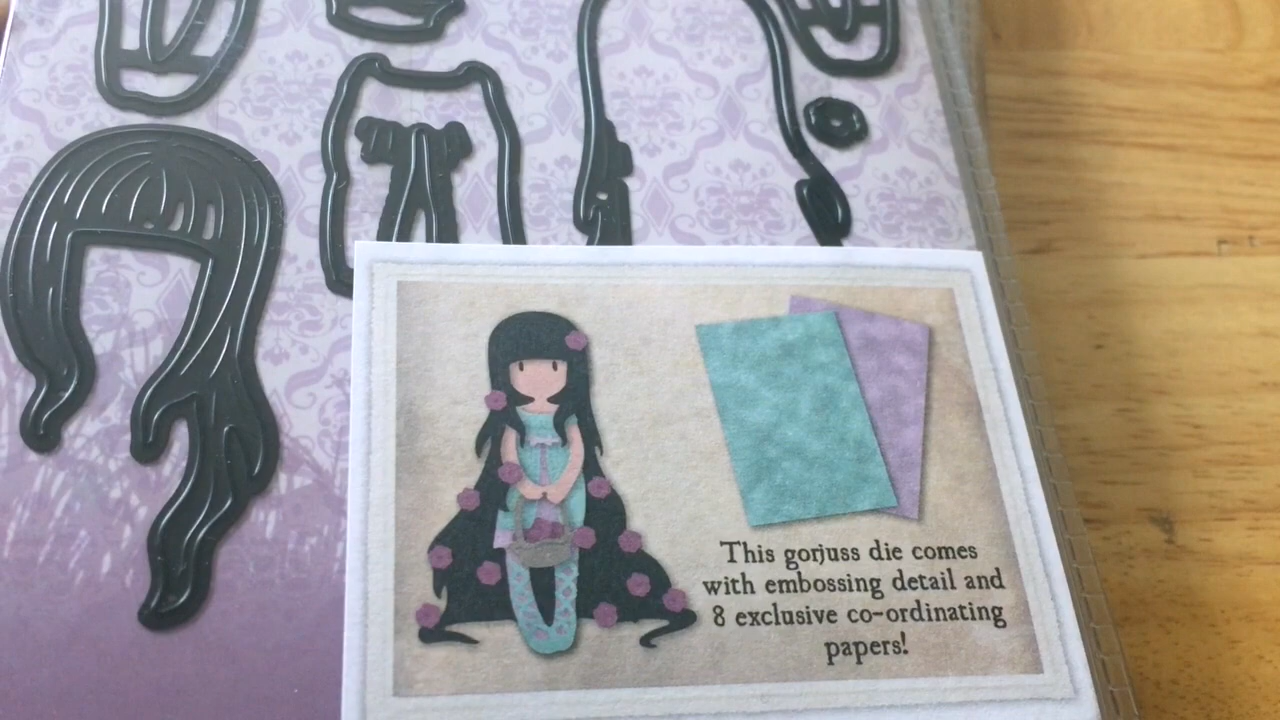 This gorjuss die comes
with embossing detail and
8 exclusive co-ordinating
papers!